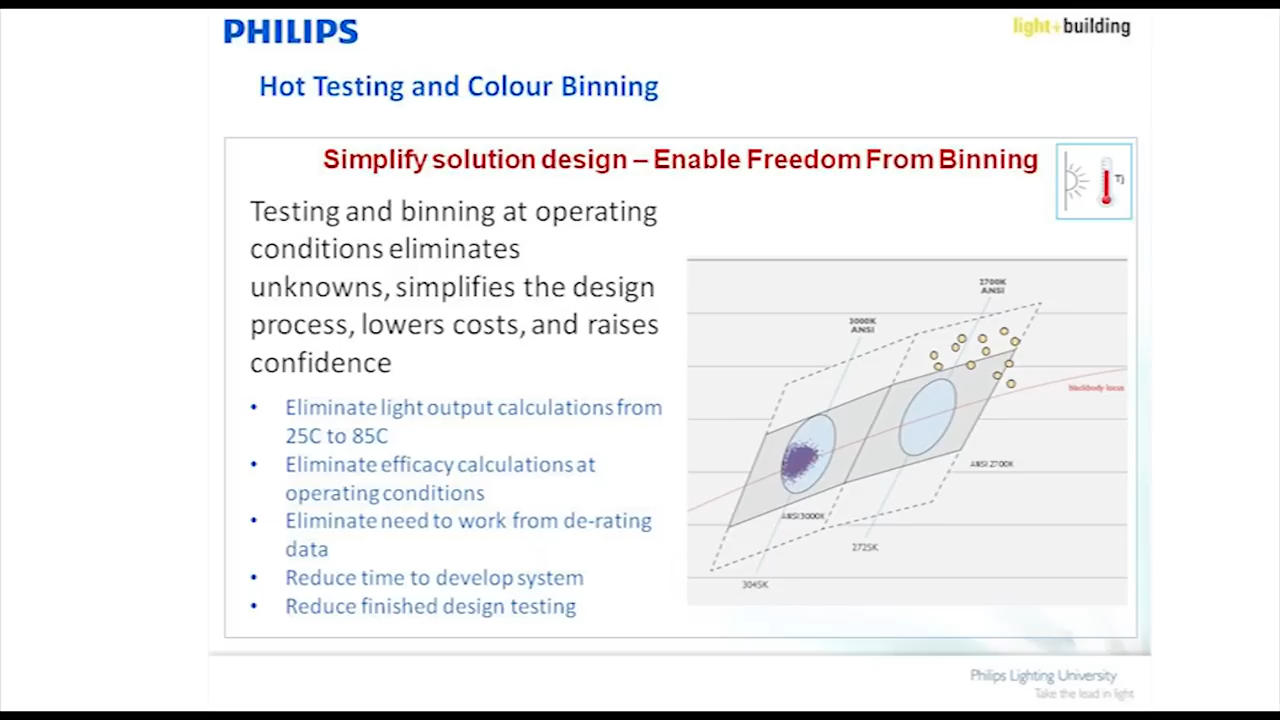 PHILIPS
light+building
Hot Testing and Colour Binning
Simplify solution design – Enable Freedom From Binning
Tj
Testing and binning at operating
conditions eliminates
unknowns, simplifies the design
process, lowers costs, and raises
confidence
• Eliminate light output calculations from
25C to 85C
• Eliminate efficacy calculations at
operating conditions
• Eliminate need to work from de-rating
data
• Reduce time to develop system
• Reduce finished design testing
2700K
ANSI
3000K
ANSI
blackbody locus
ANSI 2700K
ANSI 3000K
2725K
3045K
Philips Lighting University
Take the lead in light